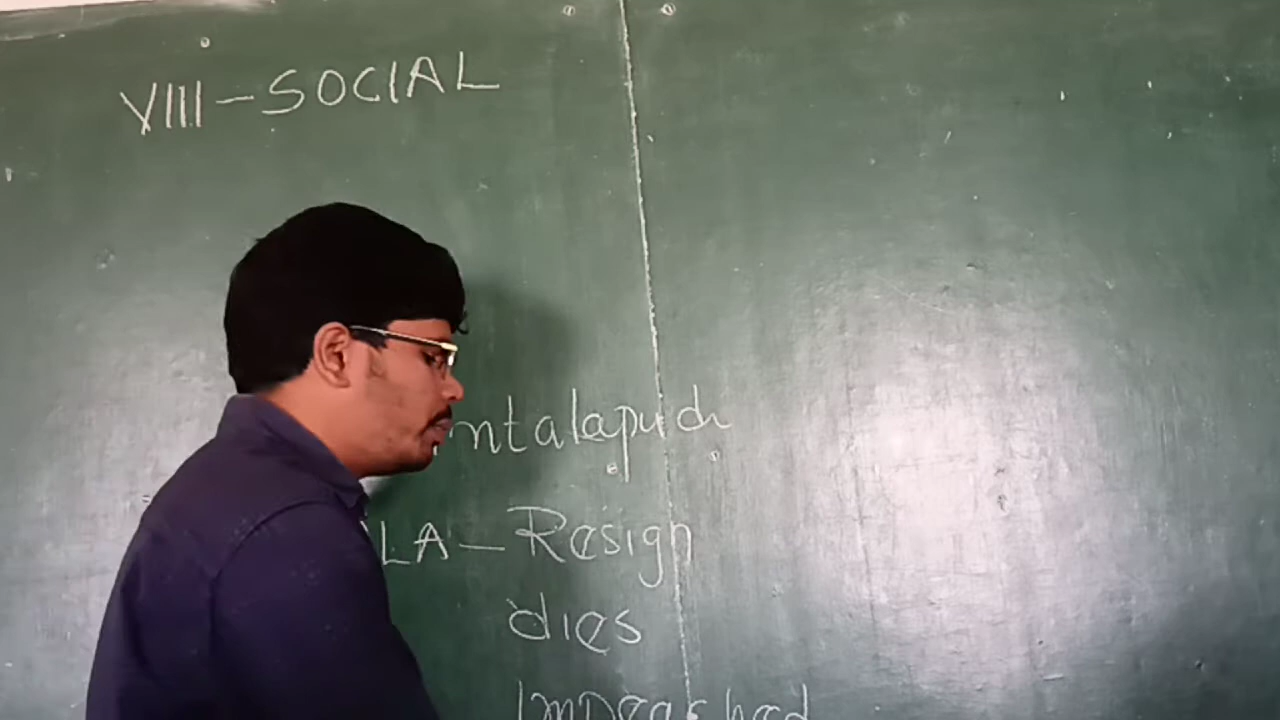 VIII - SOCIAL
ntalapudi
LA - Resign
dies
Impeached